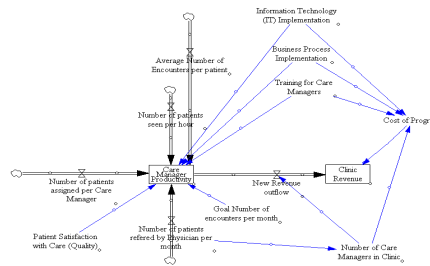 Information Technology
(IT) Implementation
Business Process
Implementation
Average Number of
Encounters per patient
Training for Care
Managers
Number of patients
seen per hour
Cost of Progr
Care
Manager
Productivity
Clinic
Revenue
Number of patients
assigned per Care
Manager
New Revenue
outflow
Goal Number of
encounters per month
Patient Satisfaction
with Care (Quality)
Number of patients
refered by Physician per
month
Number of Care
Managers in Clinic